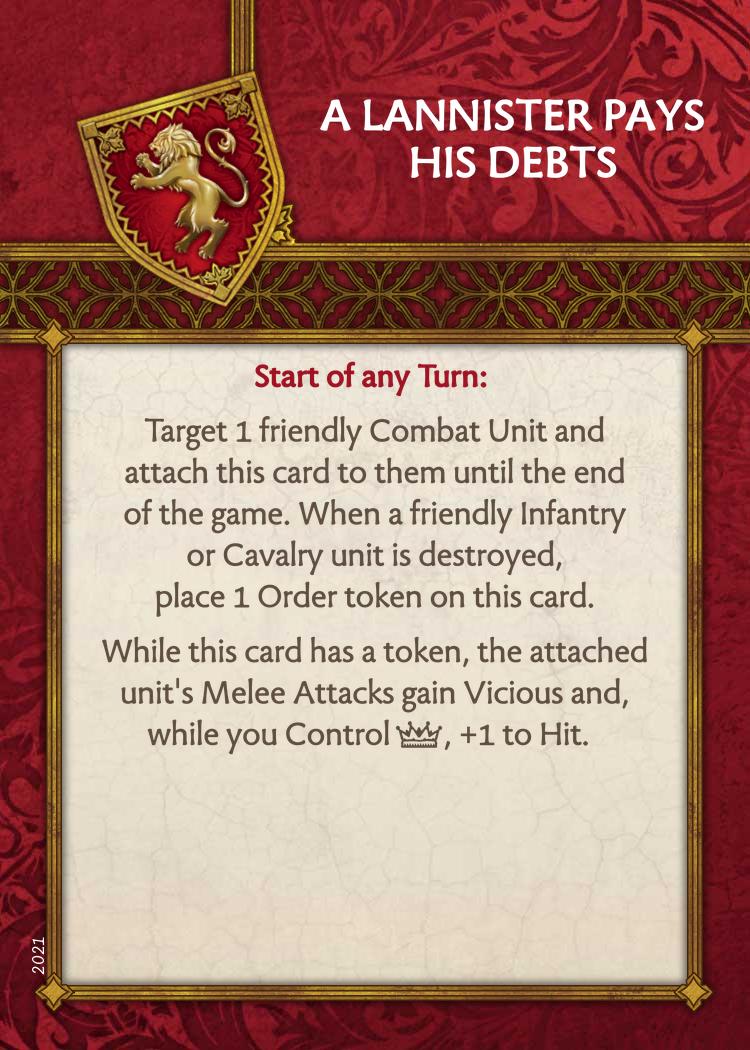 A LANNISTER PAYS
HIS DEBTS
Start of any Turn:
Target 1 friendly Combat Unit and
attach this card to them until the end
of the game. When a friendly Infantry
or Cavalry unit is destroyed,
place 1 Order token on this card.
While this card has a token, the attached
unit's Melee Attacks gain Vicious and,
while you Control , +1 to Hit.
2021